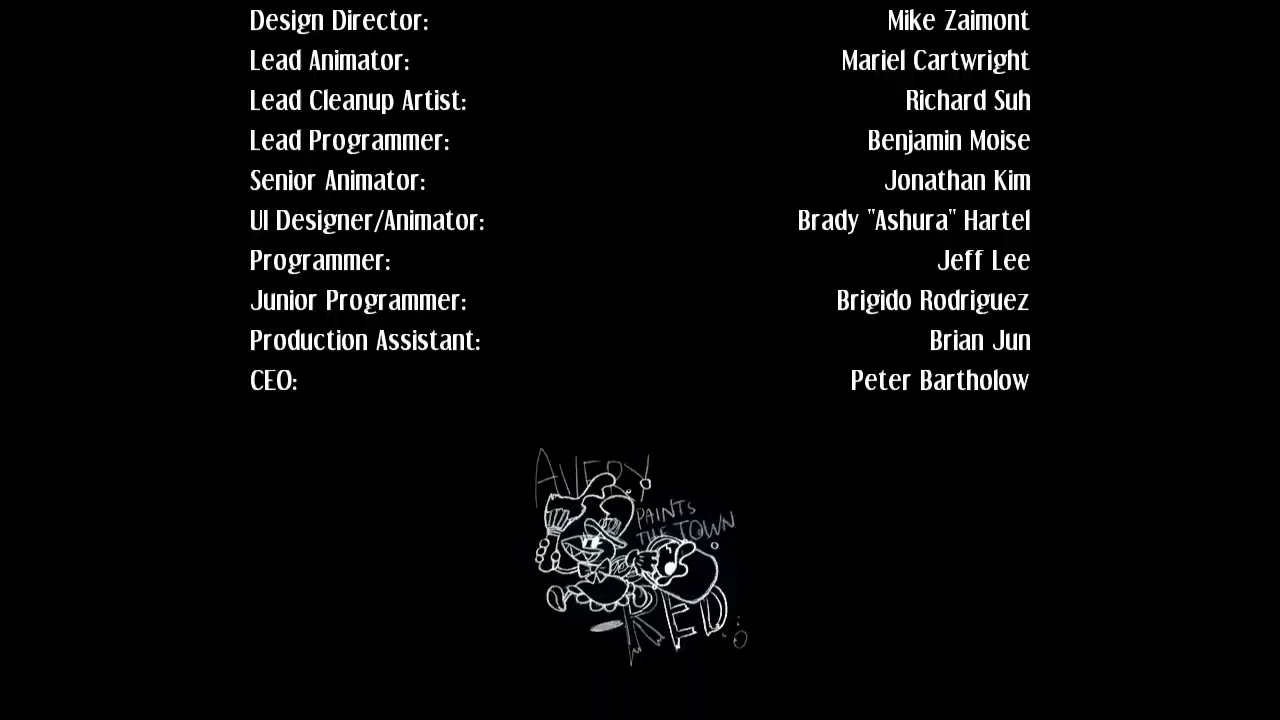 Design Director: Mike Zaimont
Lead Animator: Mariel Cartwright
Lead Cleanup Artist: Richard Suh
Lead Programmer: Benjamin Moise
Senior Animator: Jonathan Kim
UI Designer/Animator: Brady "Ashura" Hartel
Programmer: Jeff Lee
Junior Programmer: Brigido Rodriguez
Production Assistant: Brian Jun
CEO: Peter Bartholow
AVERY
PAINTS
THE TOWN
RED